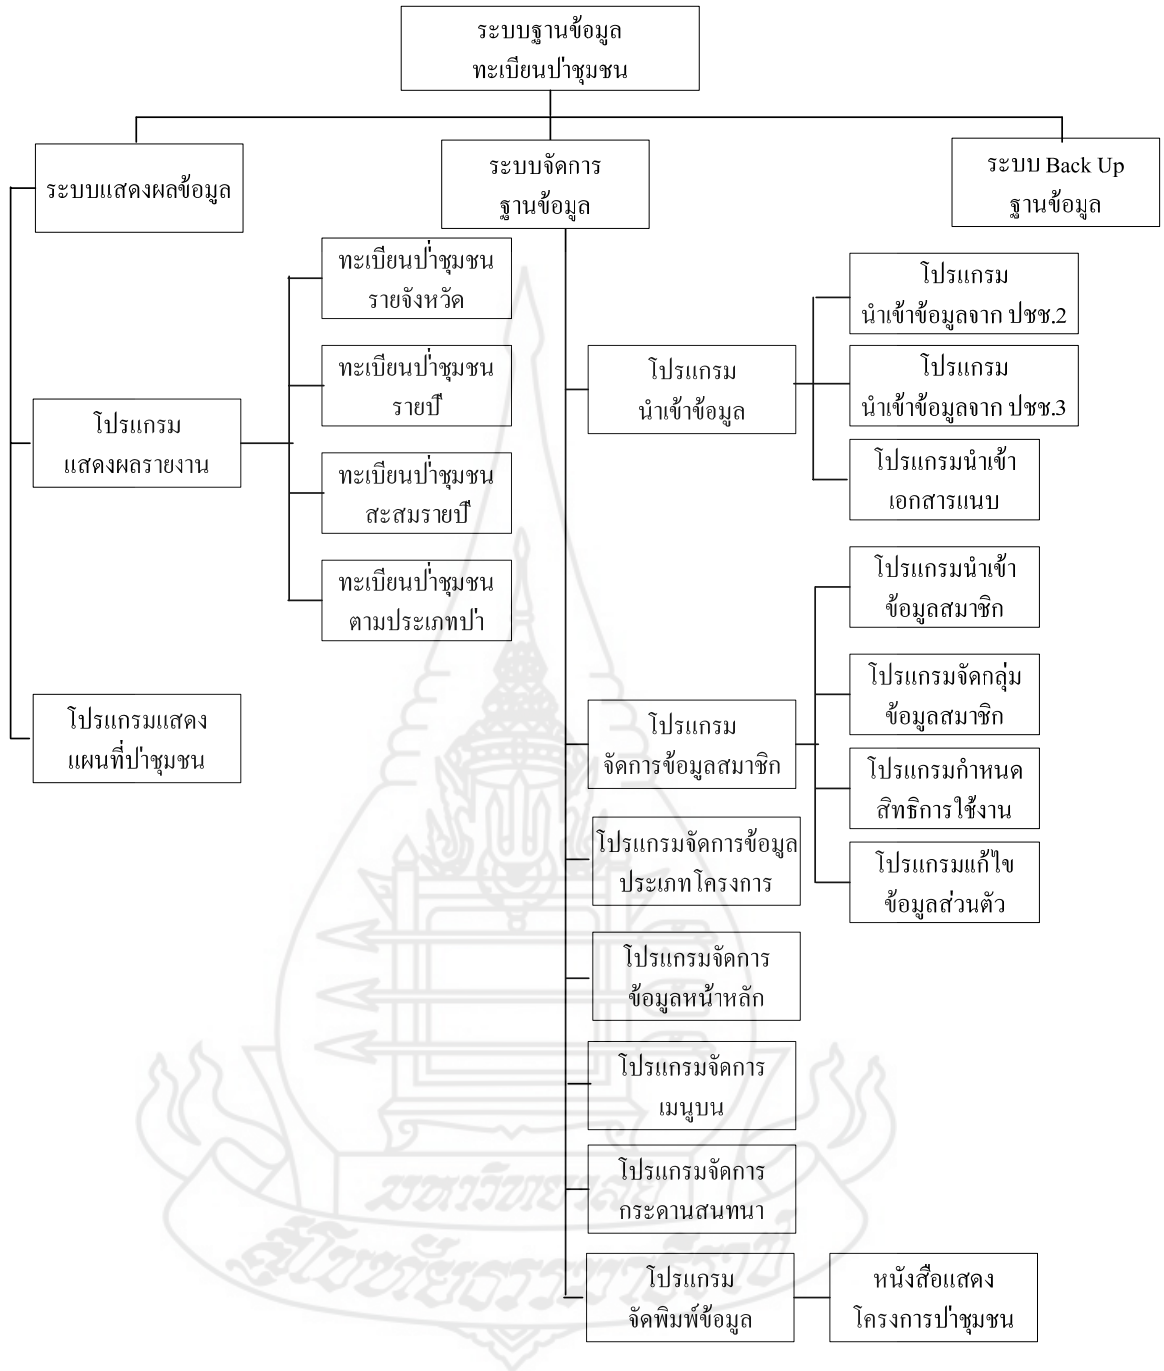 ระบบฐานข้อมูล
ทะเบียนป่าชุมชน
ระบบแสดงผลข้อมูล
ระบบจัดการ
ฐานข้อมูล
ระบบ Back Up
ฐานข้อมูล
โปรแกรม
แสดงผลรายงาน
ทะเบียนป่าชุมชน
รายจังหวัด
ทะเบียนป่าชุมชน
รายปี
ทะเบียนป่าชุมชน
สะสมรายปี
ทะเบียนป่าชุมชน
ตามประเภทป่า
โปรแกรมแสดง
แผนที่ป่าชุมชน
โปรแกรม
นำเข้าข้อมูล
โปรแกรม
นำเข้าข้อมูลจาก ปชช.2
โปรแกรม
นำเข้าข้อมูลจาก ปชช.3
โปรแกรมนำเข้า
เอกสารแนบ
โปรแกรม
จัดการข้อมูลสมาชิก
โปรแกรมนำเข้า
ข้อมูลสมาชิก
โปรแกรมจัดกลุ่ม
ข้อมูลสมาชิก
โปรแกรมกำหนด
สิทธิการใช้งาน
โปรแกรมแก้ไข
ข้อมูลส่วนตัว
โปรแกรมจัดการข้อมูล
ประเภทโครงการ
โปรแกรมจัดการ
ข้อมูลหน้าหลัก
โปรแกรมจัดการ
เมนูบน
โปรแกรมจัดการ
กระดานสนทนา
โปรแกรม
จัดพิมพ์ข้อมูล
หนังสือแสดง
โครงการป่าชุมชน
มหาวิทยาลัย
สุโขทัยธรรมาธิราช